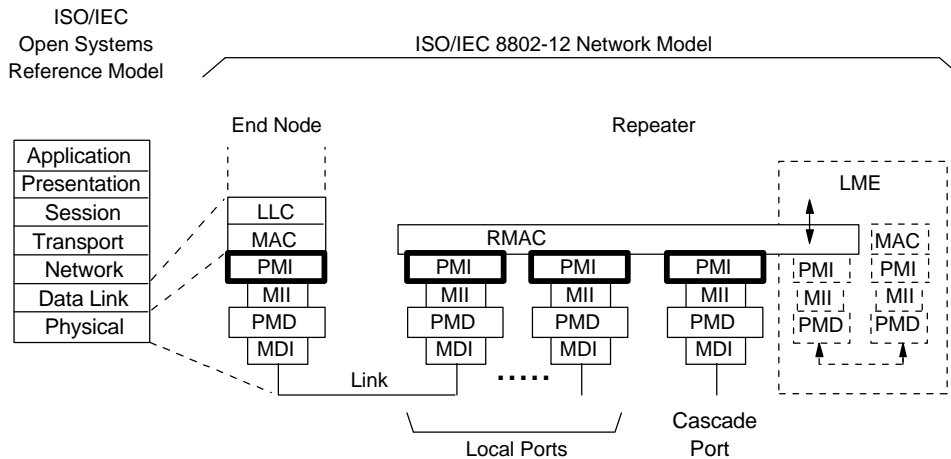 ISO/IEC
Open Systems
Reference Model
ISO/IEC 8802-12 Network Model
End Node
Repeater
Application
Presentation
Session
Transport
Network
Data Link
Physical
LLC
MAC
PMI
MII
PMD
MDI
Link
RMAC
PMI
MII
PMD
MDI
PMI
MII
PMD
MDI
.....
Local Ports
PMI
MII
PMD
MDI
Cascade
Port
LME
PMI
MII
PMD
MAC
PMI
MII
PMD